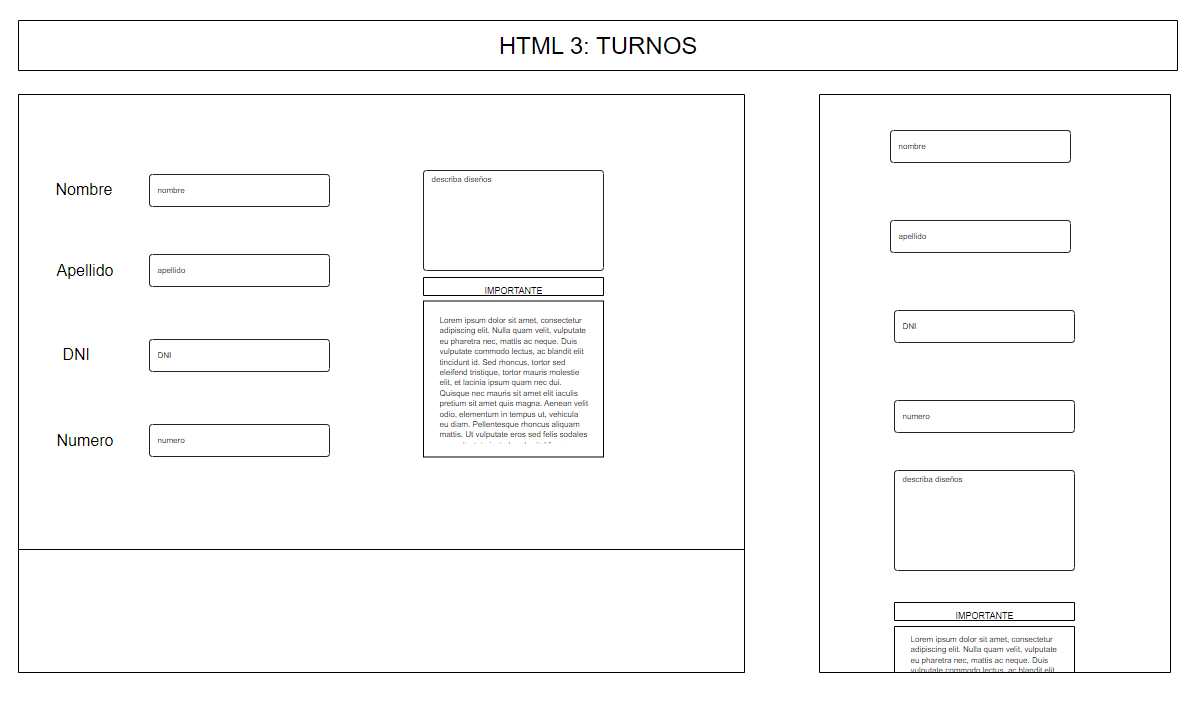 HTML 3: TURNOS
Nombre
nombre
Apellido
apellido
DNI
DNI
Numero
numero
describa diseños
IMPORTANTE
Lorem ipsum dolor sit amet, consectetur
adipiscing elit. Nulla quam velit, vulputate
eu pharetra nec, mattis ac neque. Duis
vulputate commodo lectus, ac blandit elit
tincidunt id. Sed rhoncus, tortor sed
eleifend tristique, tortor mauris molestie
elit, et lacinia ipsum quam nec dui.
Quisque nec mauris sit amet elit iaculis
pretium sit amet quis magna. Aenean velit
odio, elementum in tempus ut, vehicula
eu diam. Pellentesque rhoncus aliquam
mattis. Ut vulputate eros sed felis sodales
nombre
apellido
DNI
numero
describa diseños
IMPORTANTE
Lorem ipsum dolor sit amet, consectetur
adipiscing elit. Nulla quam velit, vulputate
eu pharetra nec, mattis ac neque. Duis
vulputate commodo lectus, ac blandit elit